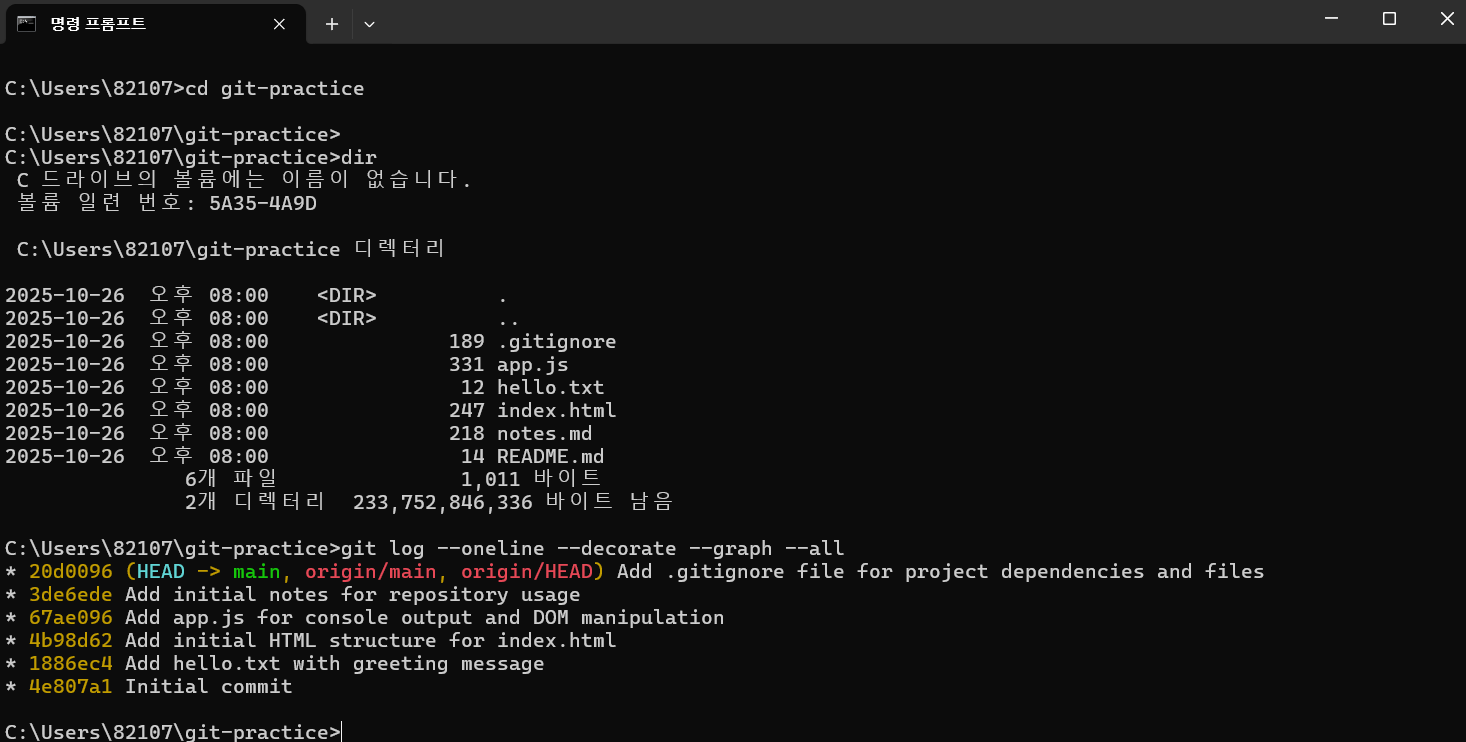 명령 프롬프트
C:\Users\82107>cd git-practice
C:\Users\82107\git-practice>
C:\Users\82107\git-practice>dir
 C 드라이브의 볼륨에는 이름이 없습니다.
 볼륨 일련 번호: 5A35-4A9D
 C:\Users\82107\git-practice 디렉터리
2025-10-26  오후 08:00    <DIR>          .
2025-10-26  오후 08:00    <DIR>          ..
2025-10-26  오후 08:00               189 .gitignore
2025-10-26  오후 08:00               331 app.js
2025-10-26  오후 08:00                12 hello.txt
2025-10-26  오후 08:00               247 index.html
2025-10-26  오후 08:00               218 notes.md
2025-10-26  오후 08:00                14 README.md
               6개 파일               1,011 바이트
               2개 디렉터리  233,752,846,336 바이트 남음
C:\Users\82107\git-practice>git log --oneline --decorate --graph --all
* 20d0096 (HEAD -> main, origin/main, origin/HEAD) Add .gitignore file for project dependencies and files
* 3de6ede Add initial notes for repository usage
* 67ae096 Add app.js for console output and DOM manipulation
* 4b98d62 Add initial HTML structure for index.html
* 1886ec4 Add hello.txt with greeting message
* 4e807a1 Initial commit
C:\Users\82107\git-practice>